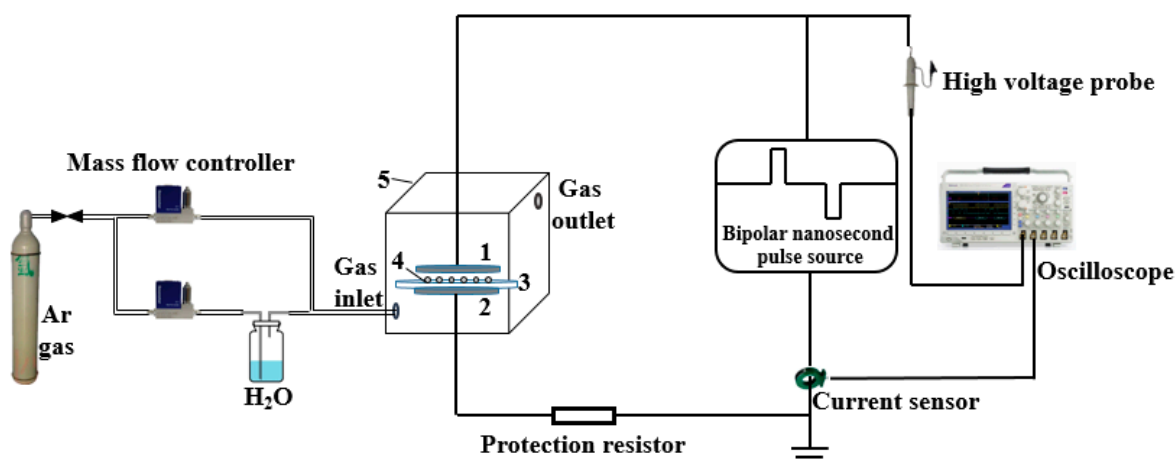 High voltage probe
Mass flow controller
5
Gas
outlet
Bipolar nanosecond
pulse source
Oscilloscope
1
4
3
2
Gas
inlet
Ar
gas
H₂O
Current sensor
Protection resistor